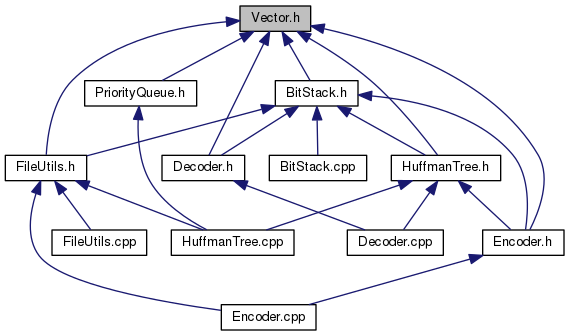 Vector.h
PriorityQueue.h
BitStack.h
FileUtils.h
Decoder.h
BitStack.cpp
HuffmanTree.h
FileUtils.cpp
HuffmanTree.cpp
Decoder.cpp
Encoder.h
Encoder.cpp